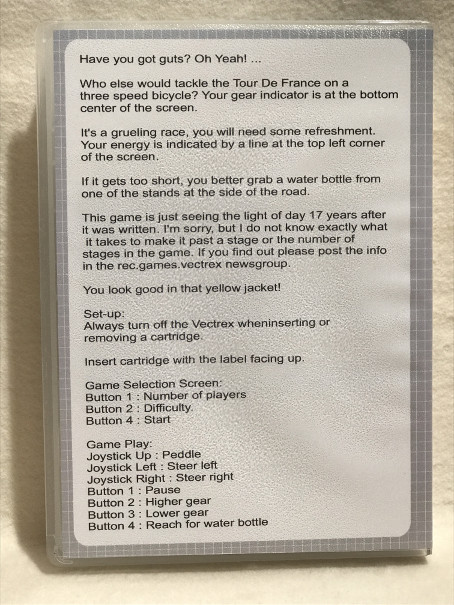 Have you got guts? Oh Yeah! ...
Who else would tackle the Tour De France on a
three speed bicycle? Your gear indicator is at the bottom
center of the screen.
It's a grueling race, you will need some refreshment.
Your energy is indicated by a line at the top left corner
of the screen.
If it gets too short, you better grab a water bottle from
one of the stands at the side of the road.
This game is just seeing the light of day 17 years after
it was written. I'm sorry, but I do not know exactly what
it takes to make it past a stage or the number of
stages in the game. If you find out please post the info
in the rec.games.vectrex newsgroup.
You look good in that yellow jacket!
Set-up:
Always turn off the Vectrex wheninserting or
removing a cartridge.
Insert cartridge with the label facing up.
Game Selection Screen:
Button 1 : Number of players
Button 2 : Difficulty.
Button 4 : Start
Game Play:
Joystick Up : Peddle
Joystick Left : Steer left
Joystick Right : Steer right
Button 1 : Pause
Button 2 : Higher gear
Button 3 : Lower gear
Button 4 : Reach for water bottle